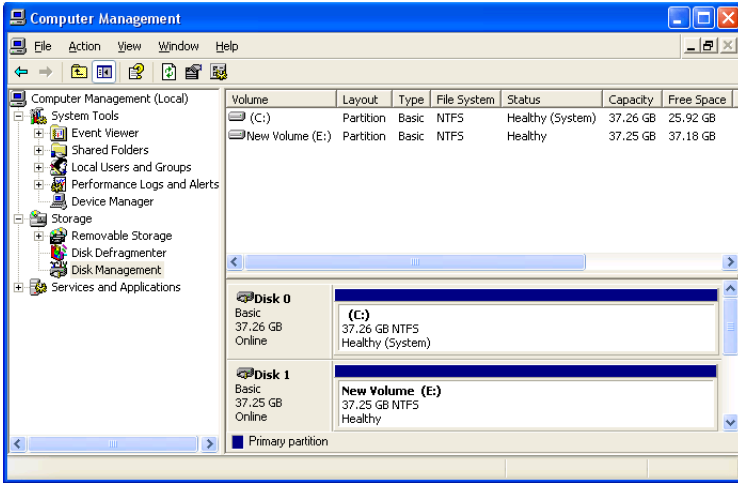 Computer Management
File Action View Window Help
Computer Management (Local)
System Tools
Event Viewer
Shared Folders
Local Users and Groups
Performance Logs and Alerts
Device Manager
Storage
Removable Storage
Disk Defragmenter
Disk Management
Services and Applications
Volume Layout Type File System Status Capacity Free Space
(C:) Partition Basic NTFS Healthy (System) 37.26 GB 25.92 GB
New Volume (E:) Partition Basic NTFS Healthy 37.25 GB 37.18 GB
Disk 0
Basic
37.26 GB
Online
(C:)
37.26 GB NTFS
Healthy (System)
Disk 1
Basic
37.25 GB
Online
New Volume (E:)
37.25 GB NTFS
Healthy
Primary partition